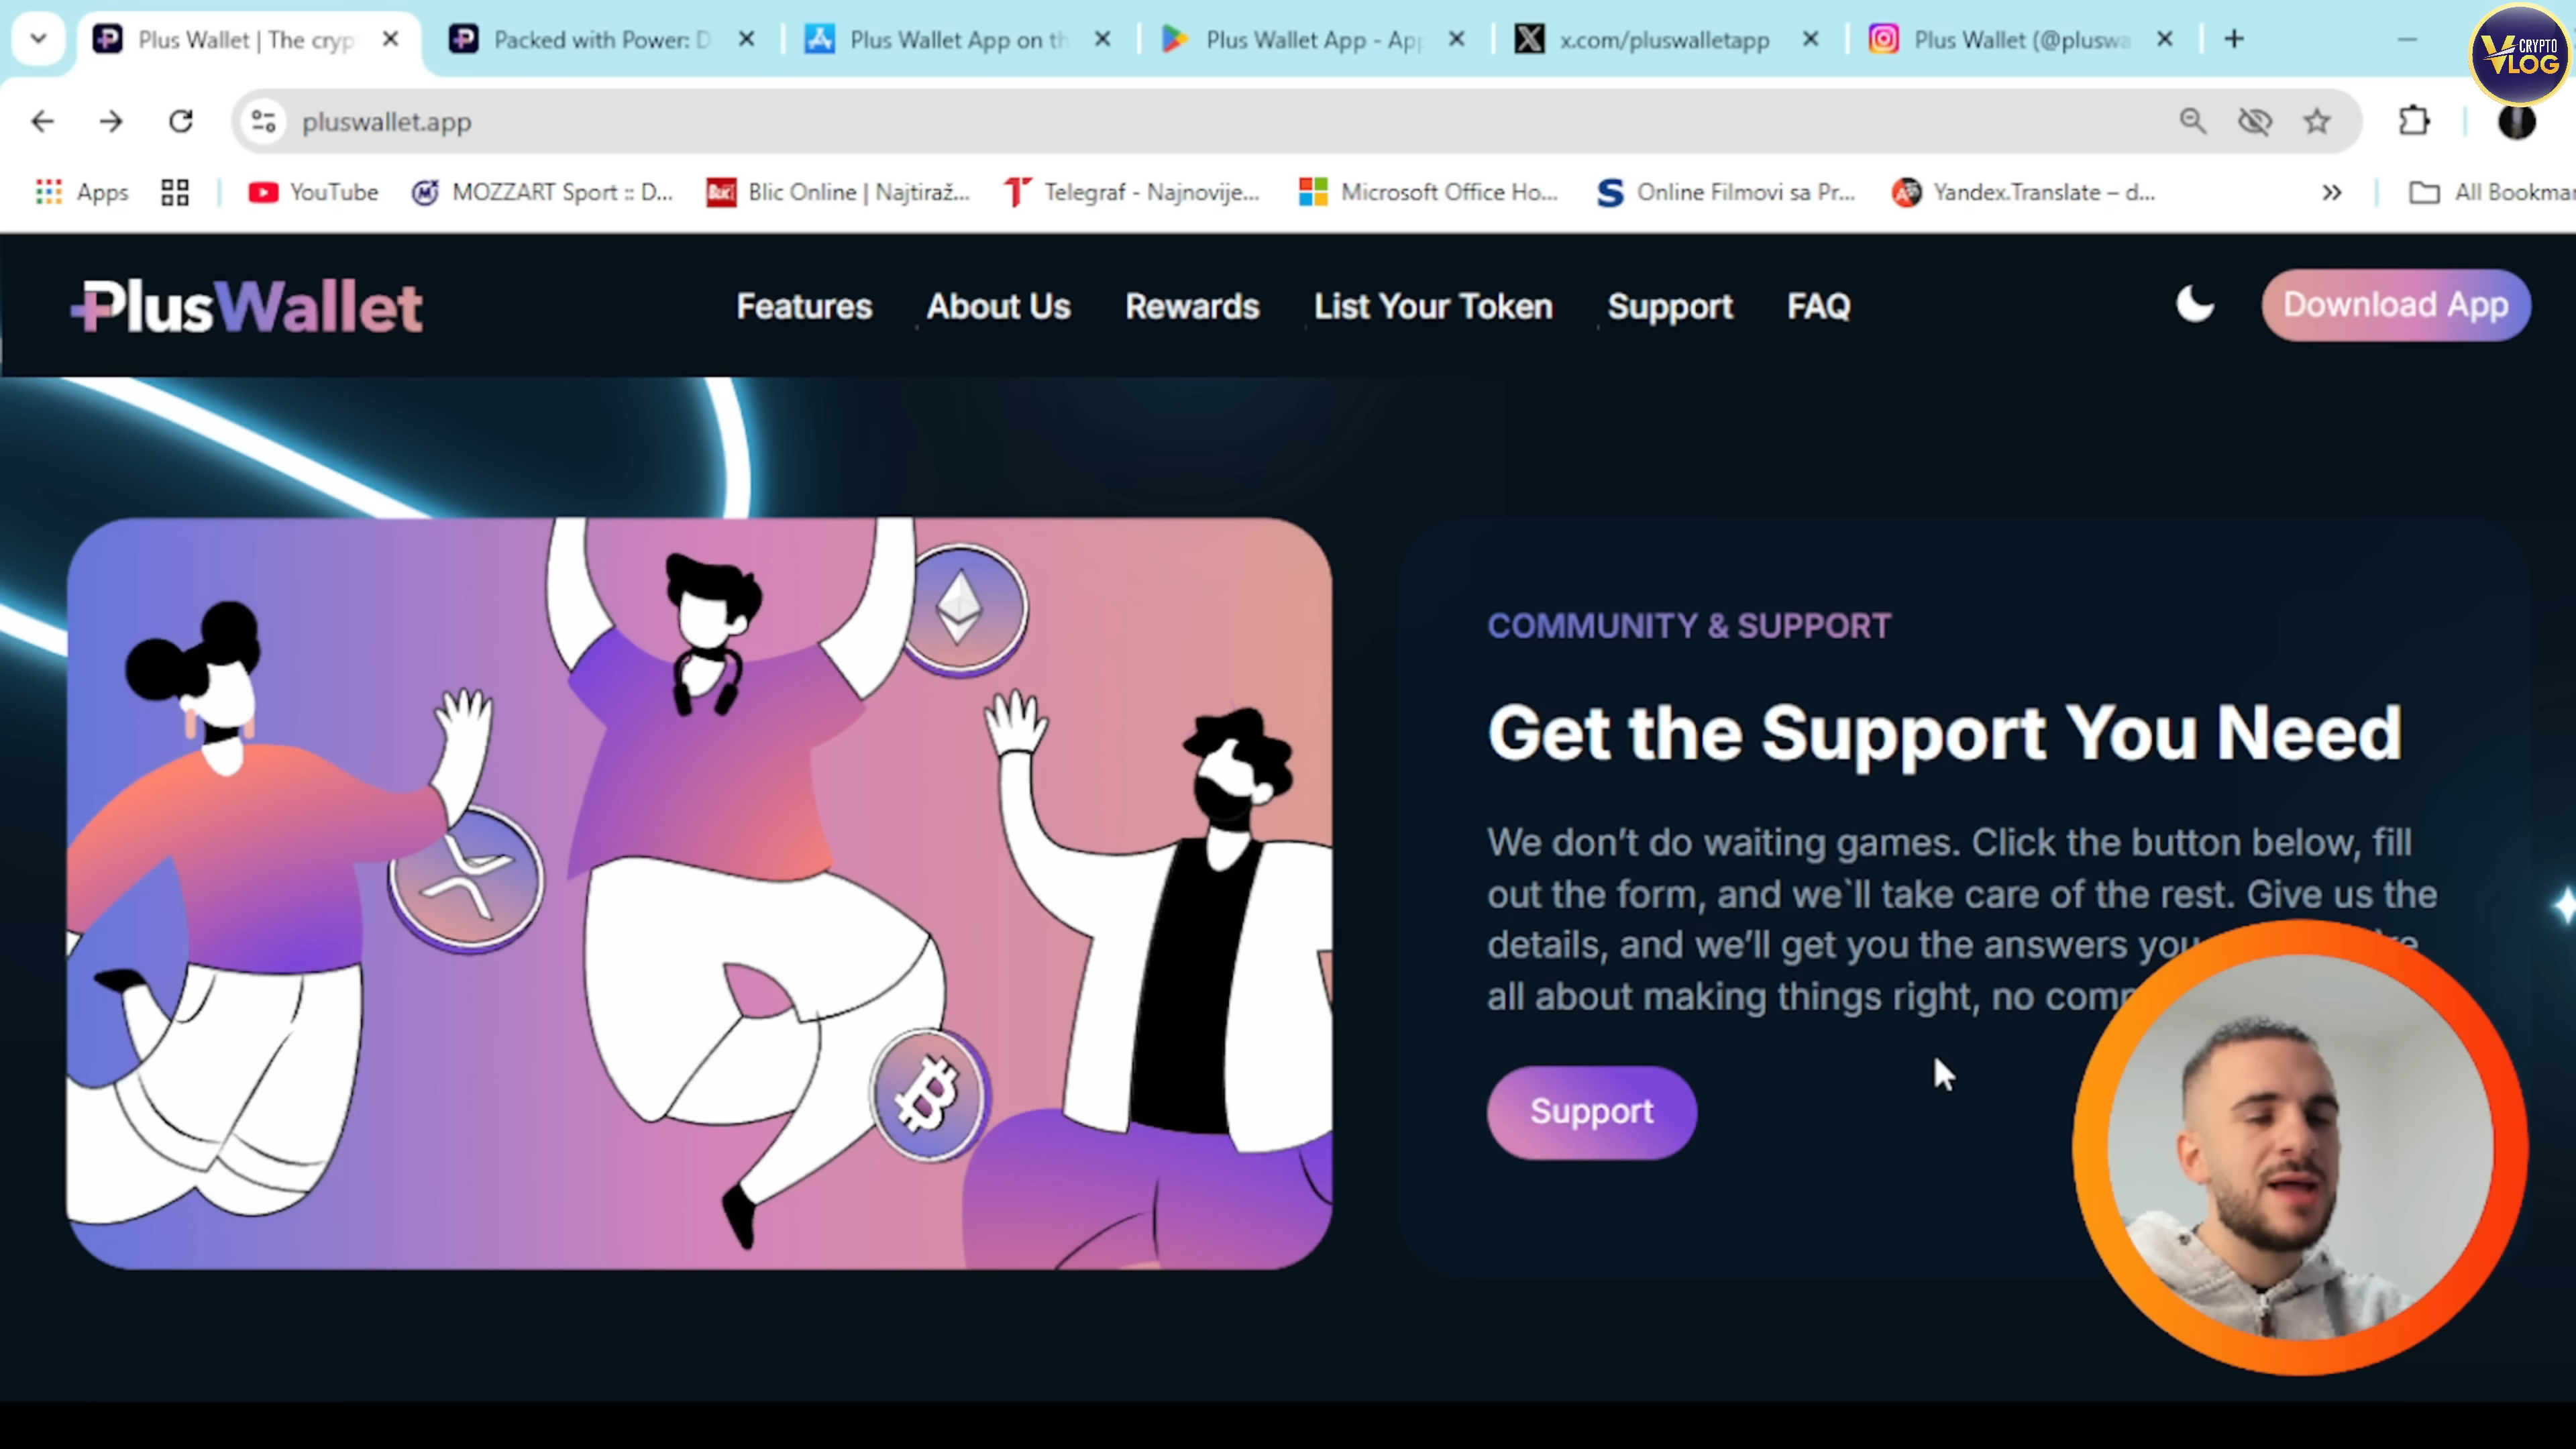 Plus Wallet | The cryp
Packed with Power: D
Plus Wallet App on th
Plus Wallet App - App
x.com/pluswalletapp
Plus Wallet (@pluswa
CRYPTO
VLOG
pluswallet.app
Apps
YouTube
MOZZART Sport :: D...
Blic Online | Najtiraž...
Telegraf - Najnovije...
Microsoft Office Ho...
Online Filmovi sa Pr...
Yandex.Translate – d...
All Bookmar
PlusWallet
Features
About Us
Rewards
List Your Token
Support
FAQ
Download App
COMMUNITY & SUPPORT
Get the Support You Need
We don’t do waiting games. Click the button below, fill
out the form, and we`ll take care of the rest. Give us the
details, and we’ll get you the answers you
all about making things right, no
Support